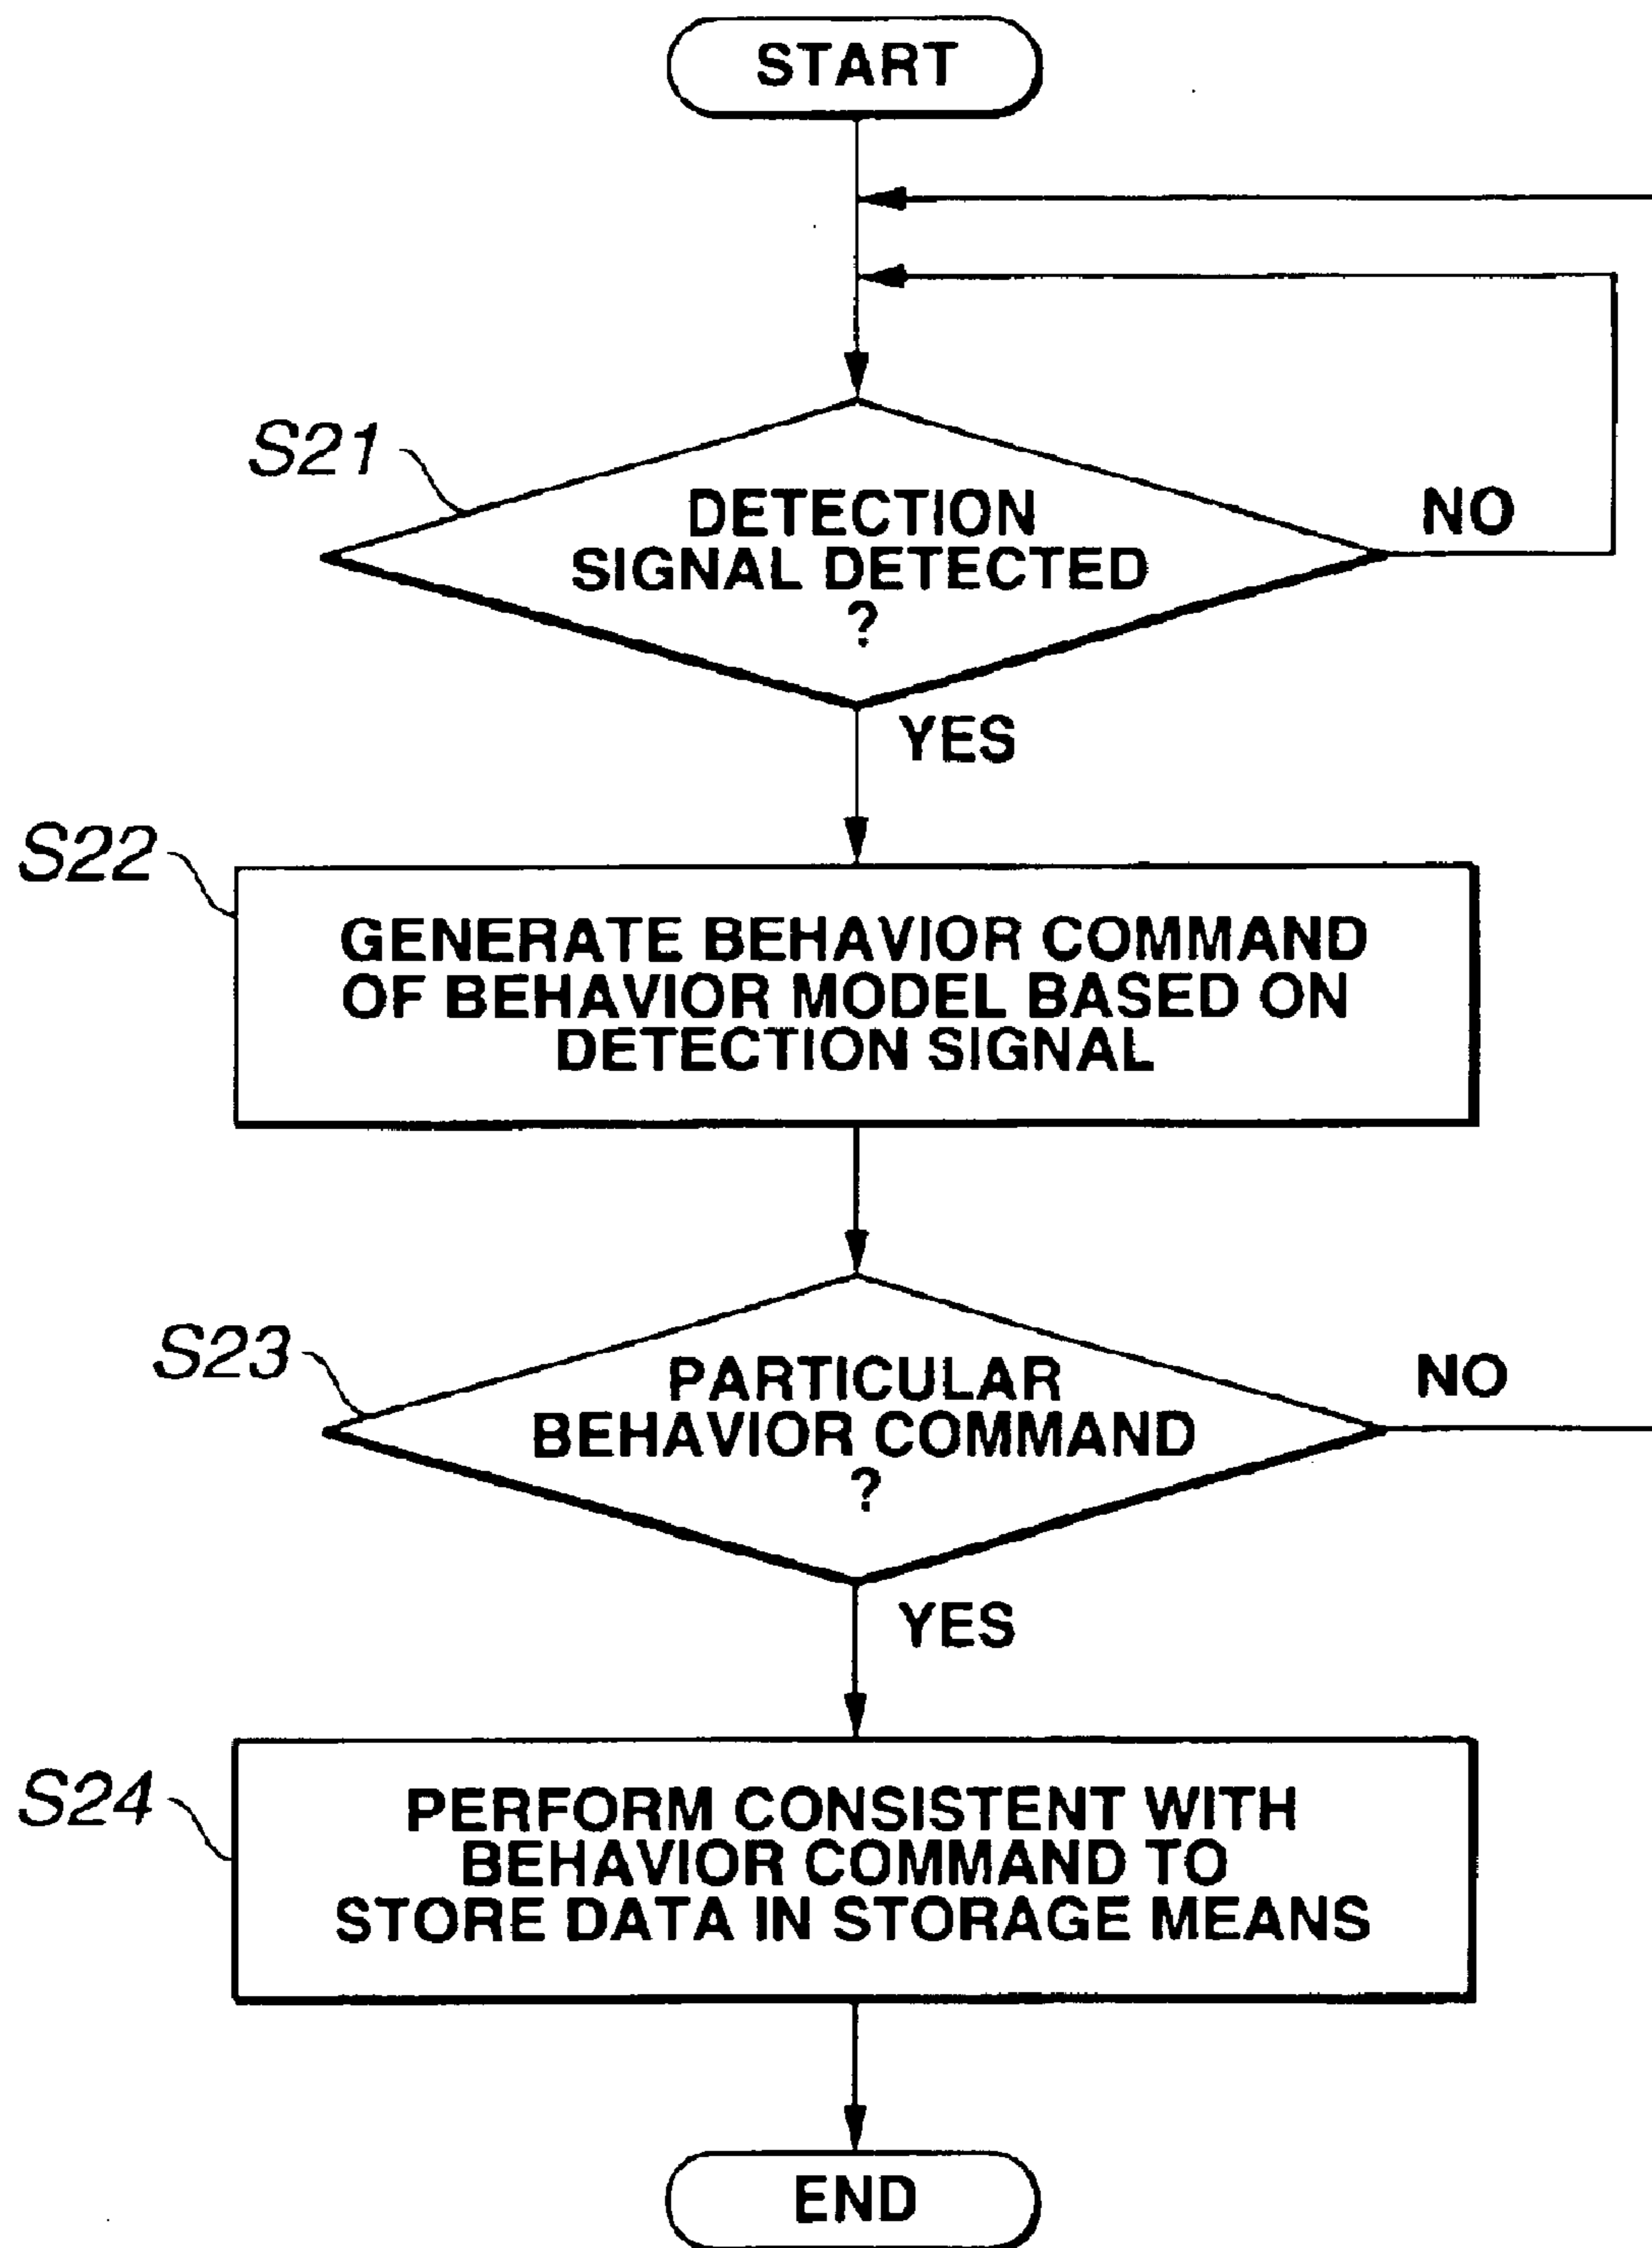 START
S21
DETECTION
SIGNAL DETECTED
?
NO
YES
S22
GENERATE BEHAVIOR COMMAND
OF BEHAVIOR MODEL BASED ON
DETECTION SIGNAL
S23
PARTICULAR
BEHAVIOR COMMAND
?
NO
YES
S24
PERFORM CONSISTENT WITH
BEHAVIOR COMMAND TO
STORE DATA IN STORAGE MEANS
END